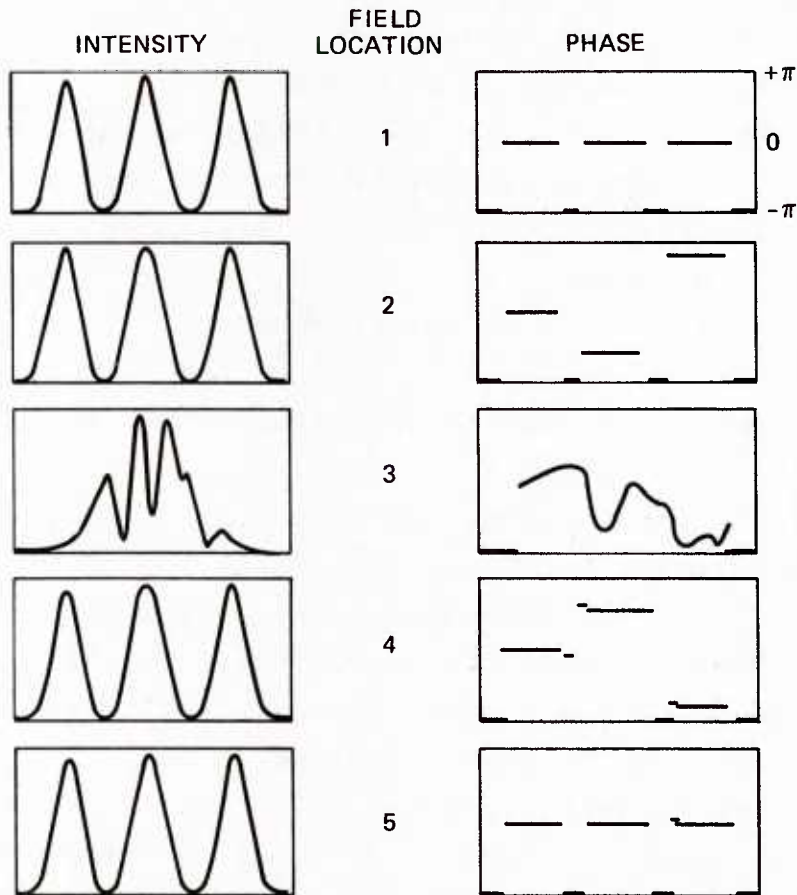 FIELD
INTENSITY LOCATION PHASE
+π
1 0
-π
2
3
4
5